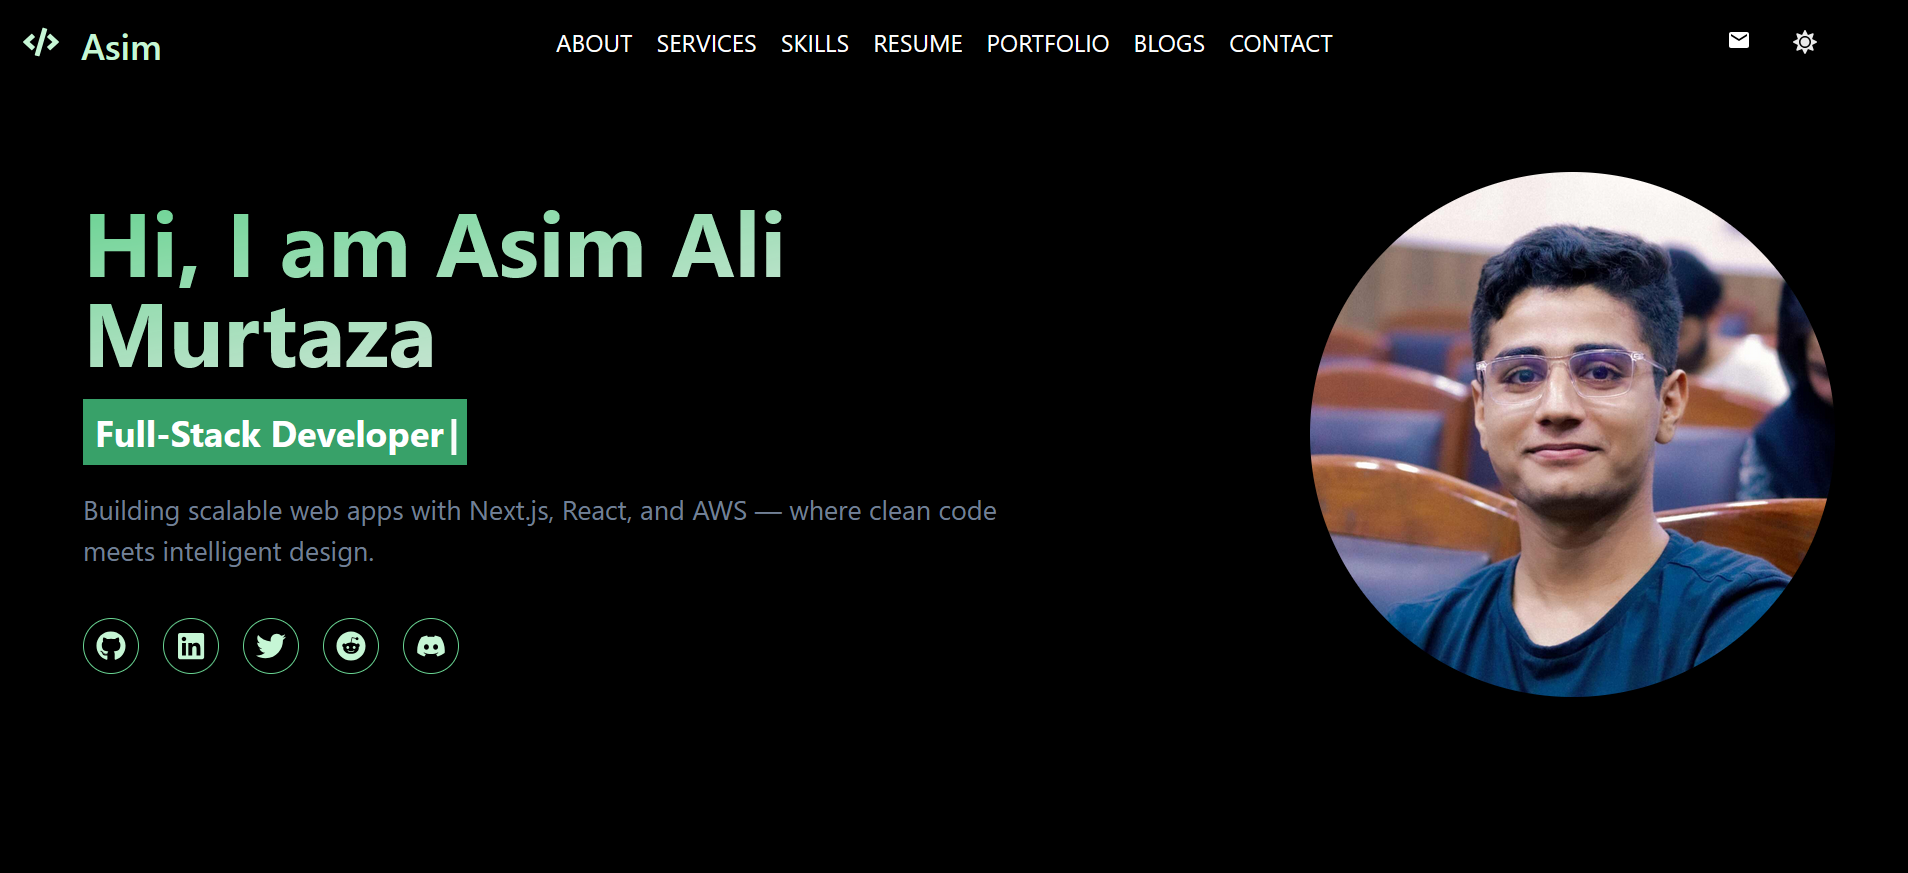 Asim
ABOUT SERVICES SKILLS RESUME PORTFOLIO BLOGS CONTACT
Hi, I am Asim Ali
Murtaza
Full-Stack Developer|
Building scalable web apps with Next.js, React, and AWS — where clean code
meets intelligent design.